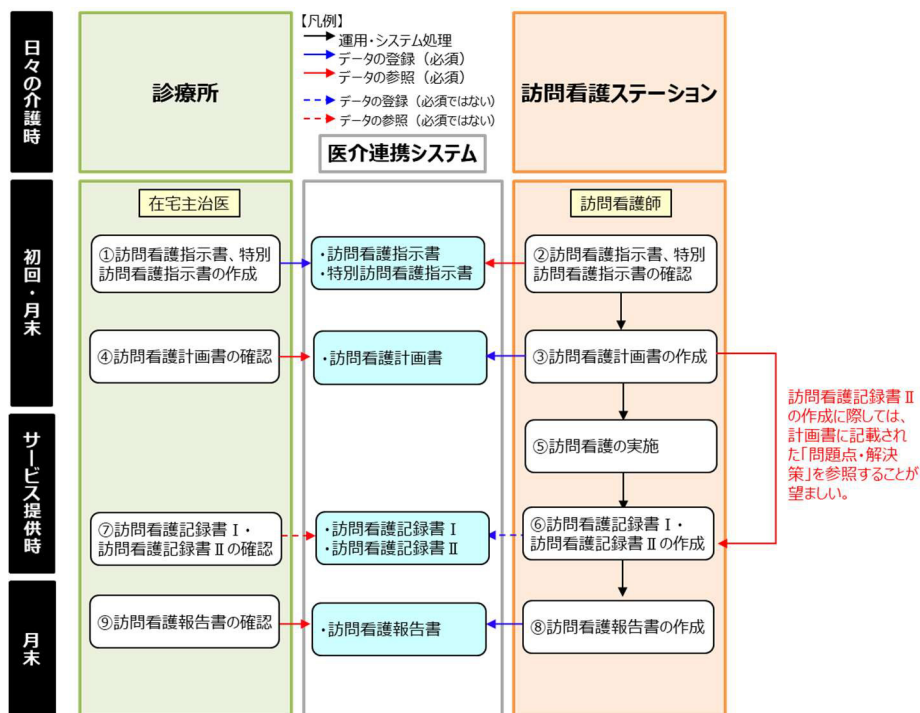 【凡例】
運用・システム処理
データの登録（必須）
データの参照（必須）
データの登録（必須ではない）
データの参照（必須ではない）
日々の介護時
診療所
医介連携システム
訪問看護ステーション
初回・月末
在宅主治医
訪問看護師
①訪問看護指示書、特別
訪問看護指示書の作成
・訪問看護指示書
・特別訪問看護指示書
②訪問看護指示書、特別
訪問看護指示書の確認
④訪問看護計画書の確認
・訪問看護計画書
③訪問看護計画書の作成
訪問看護記録書Ⅱ
の作成に際しては、
計画書に記載され
た「問題点・解決
策」を参照することが
望ましい。
サービス提供時
⑤訪問看護の実施
⑦訪問看護記録書Ⅰ・
訪問看護記録書Ⅱの確認
・訪問看護記録書Ⅰ
・訪問看護記録書Ⅱ
⑥訪問看護記録書Ⅰ・
訪問看護記録書Ⅱの作成
月末
⑨訪問看護報告書の確認
・訪問看護報告書
⑧訪問看護報告書の作成